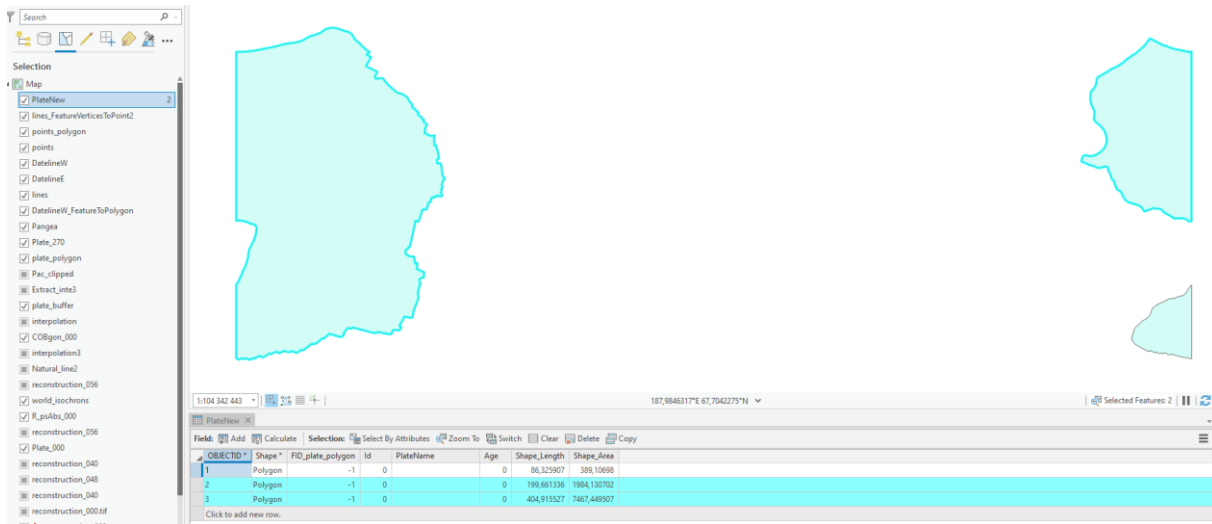 Search
Selection
Map
PlateNew 2
lines_FeatureVerticesToPoint2
points_polygon
points
DatelineW
DatelineE
lines
DatelineW_FeatureToPolygon
Pangea
Plate_270
plate_polygon
Pac_clipped
Extract_inte3
plate_buffer
interpolation
COBgon_000
interpolation3
Natural_line2
reconstruction_056
world_isochrons
R_psAbs_000
reconstruction_056
Plate_000
reconstruction_040
reconstruction_048
reconstruction_040
reconstruction_000.tif
1:104 342 443 187,9846317°E 67,7042275°N Selected Features: 2
PlateNew
Field: Add Calculate Selection: Select By Attributes Zoom To Switch Clear Delete Copy
OBJECTID * Shape * FID_plate_polygon Id PlateName Age Shape_Length Shape_Area
1 Polygon -1 0 0 86,325907 389,10698
2 Polygon -1 0 0 199,661336 1984,130702
3 Polygon -1 0 0 404,915527 7467,449507
Click to add new row.